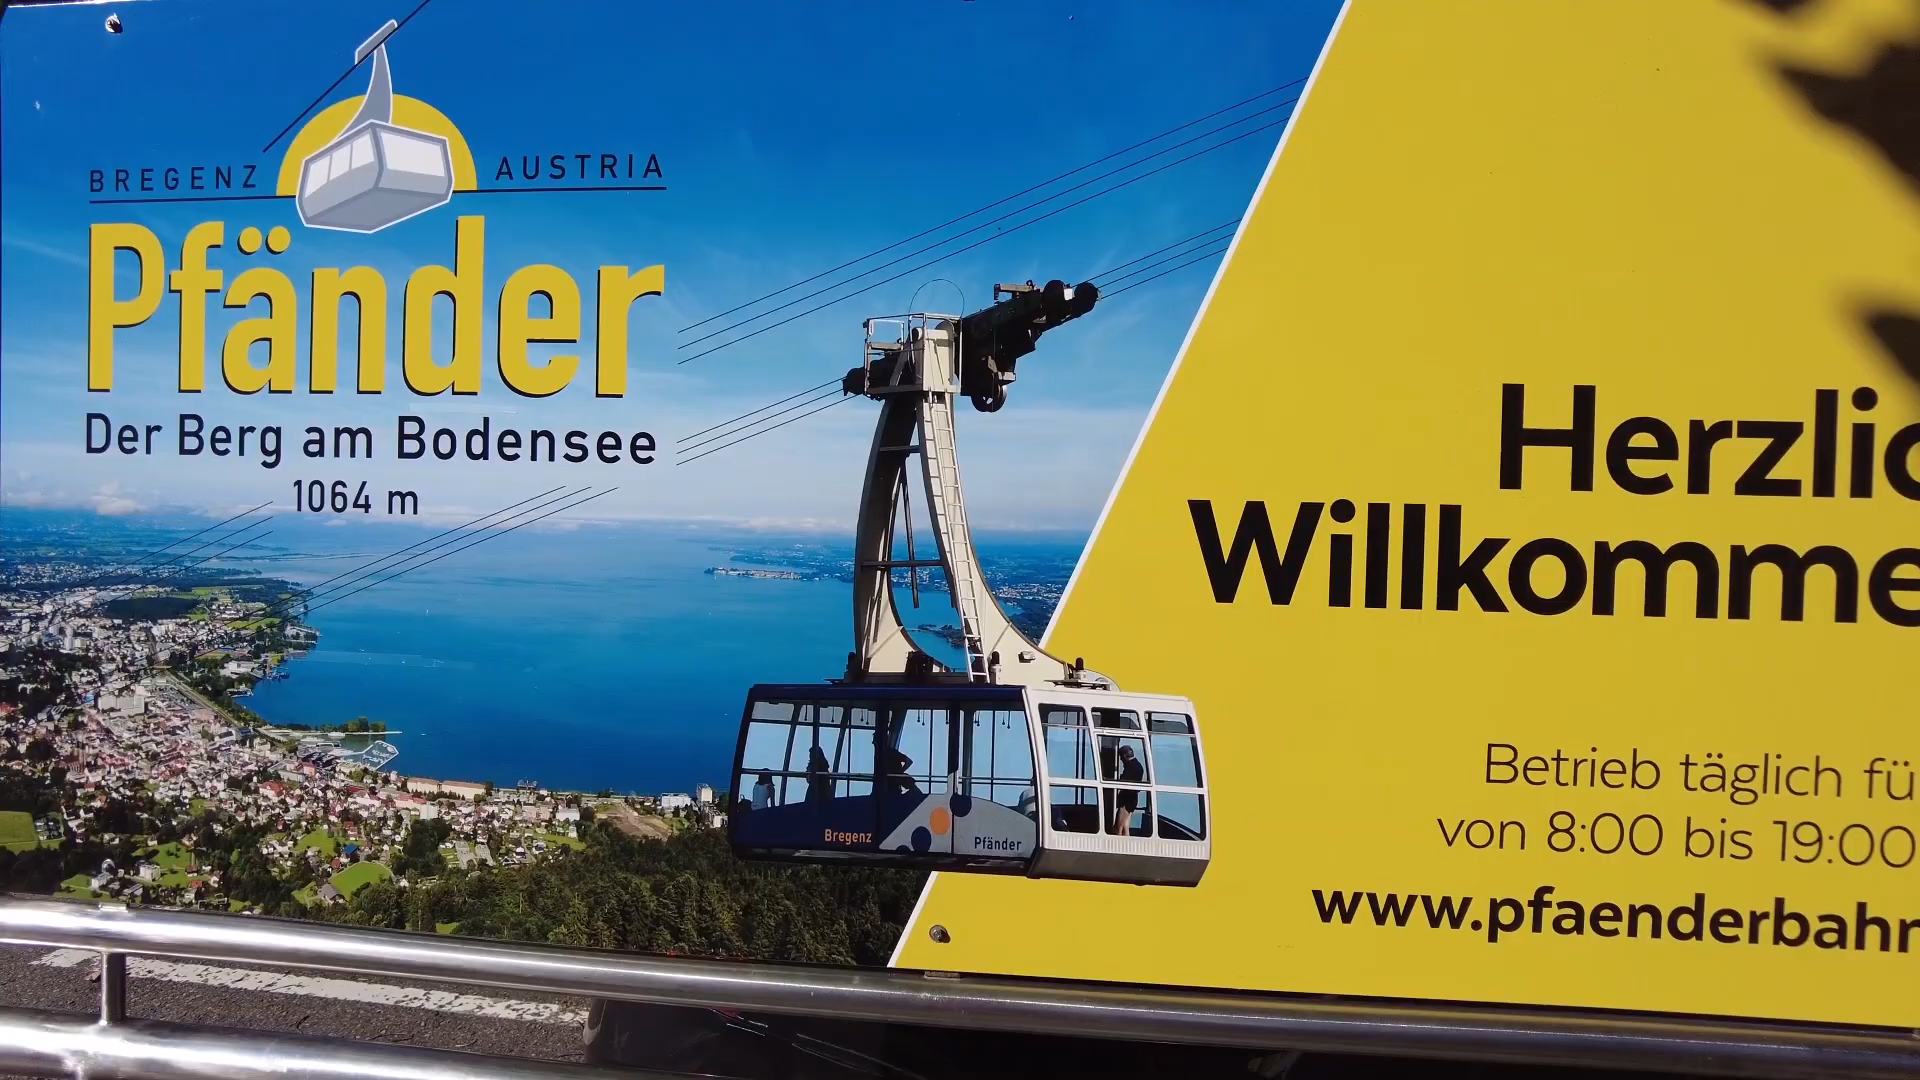 BREGENZ AUSTRIA
Pfänder
Der Berg am Bodensee
1064 m
Bregenz
Pfänder
Herzlic
Willkomme
Betrieb täglich fü
von 8:00 bis 19:00
www.pfaenderbahn